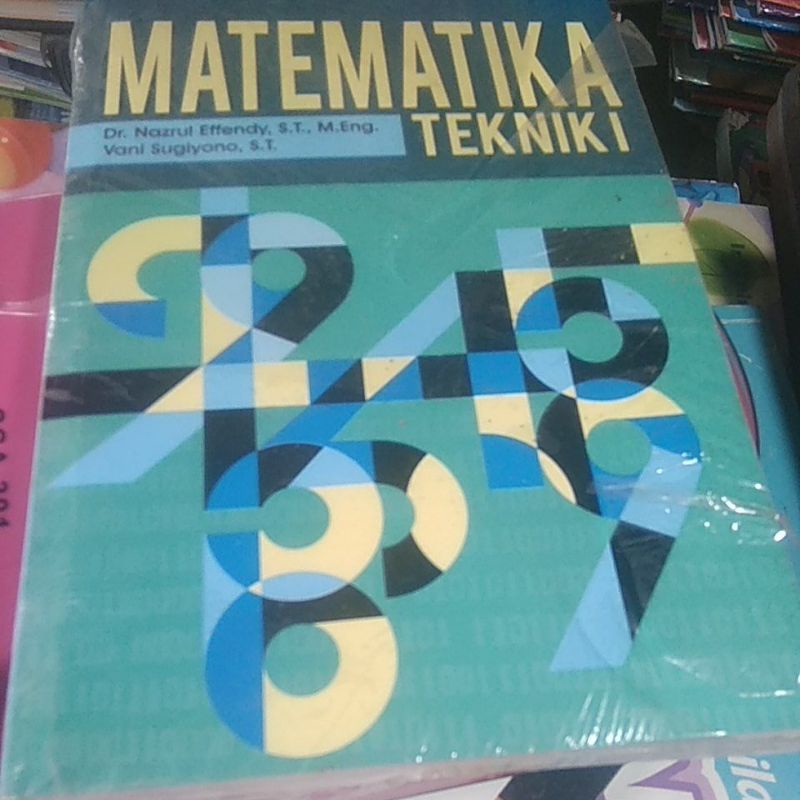 MATEMATIKA
TEKNIK I
Dr. Nazrul Effendy, S.T., M.Eng.
Vani Sugiyono, S.T.